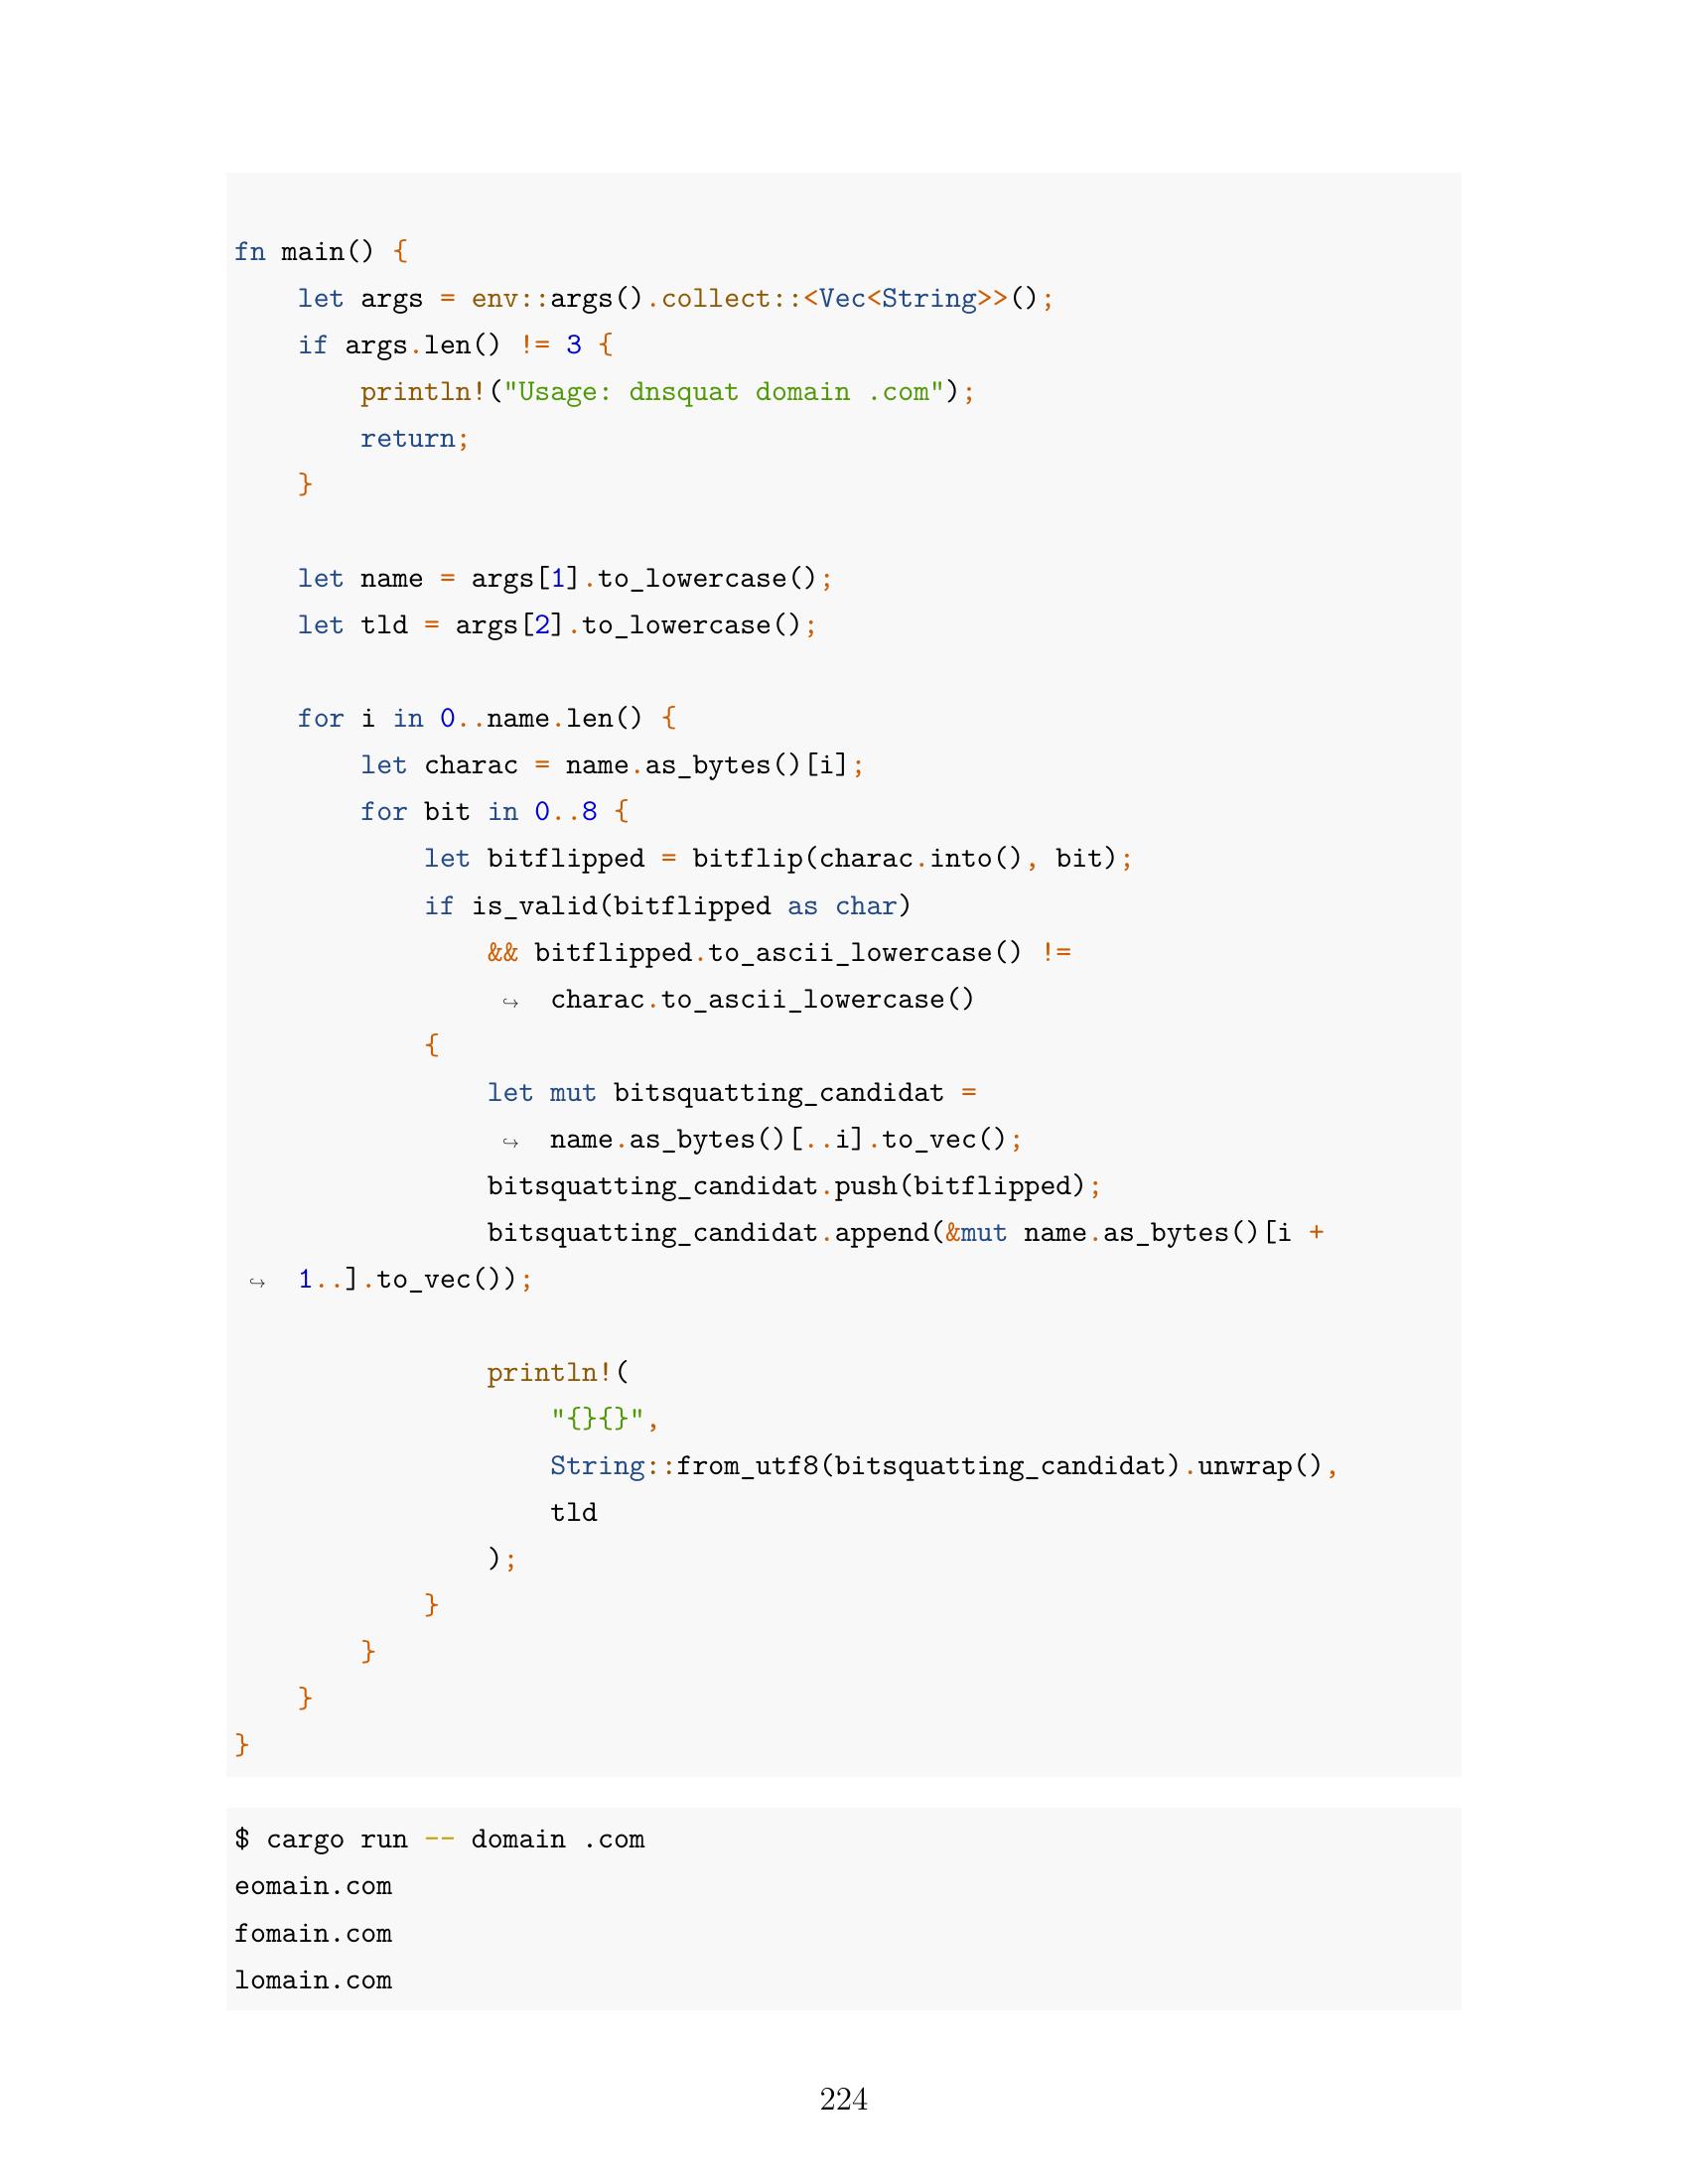 fn main() {
    let args = env::args().collect::<Vec<String>>();
    if args.len() != 3 {
        println!("Usage: dnsquat domain .com");
        return;
    }

    let name = args[1].to_lowercase();
    let tld = args[2].to_lowercase();

    for i in 0..name.len() {
        let charac = name.as_bytes()[i];
        for bit in 0..8 {
            let bitflipped = bitflip(charac.into(), bit);
            if is_valid(bitflipped as char)
                && bitflipped.to_ascii_lowercase() !=
                 ↪  charac.to_ascii_lowercase()
            {
                let mut bitsquatting_candidat =
                 ↪  name.as_bytes()[..i].to_vec();
                bitsquatting_candidat.push(bitflipped);
                bitsquatting_candidat.append(&mut name.as_bytes()[i +
 ↪  1..].to_vec());

                println!(
                    "{}{}",
                    String::from_utf8(bitsquatting_candidat).unwrap(),
                    tld
                );
            }
        }
    }
}
$ cargo run -- domain .com
eomain.com
fomain.com
lomain.com
224